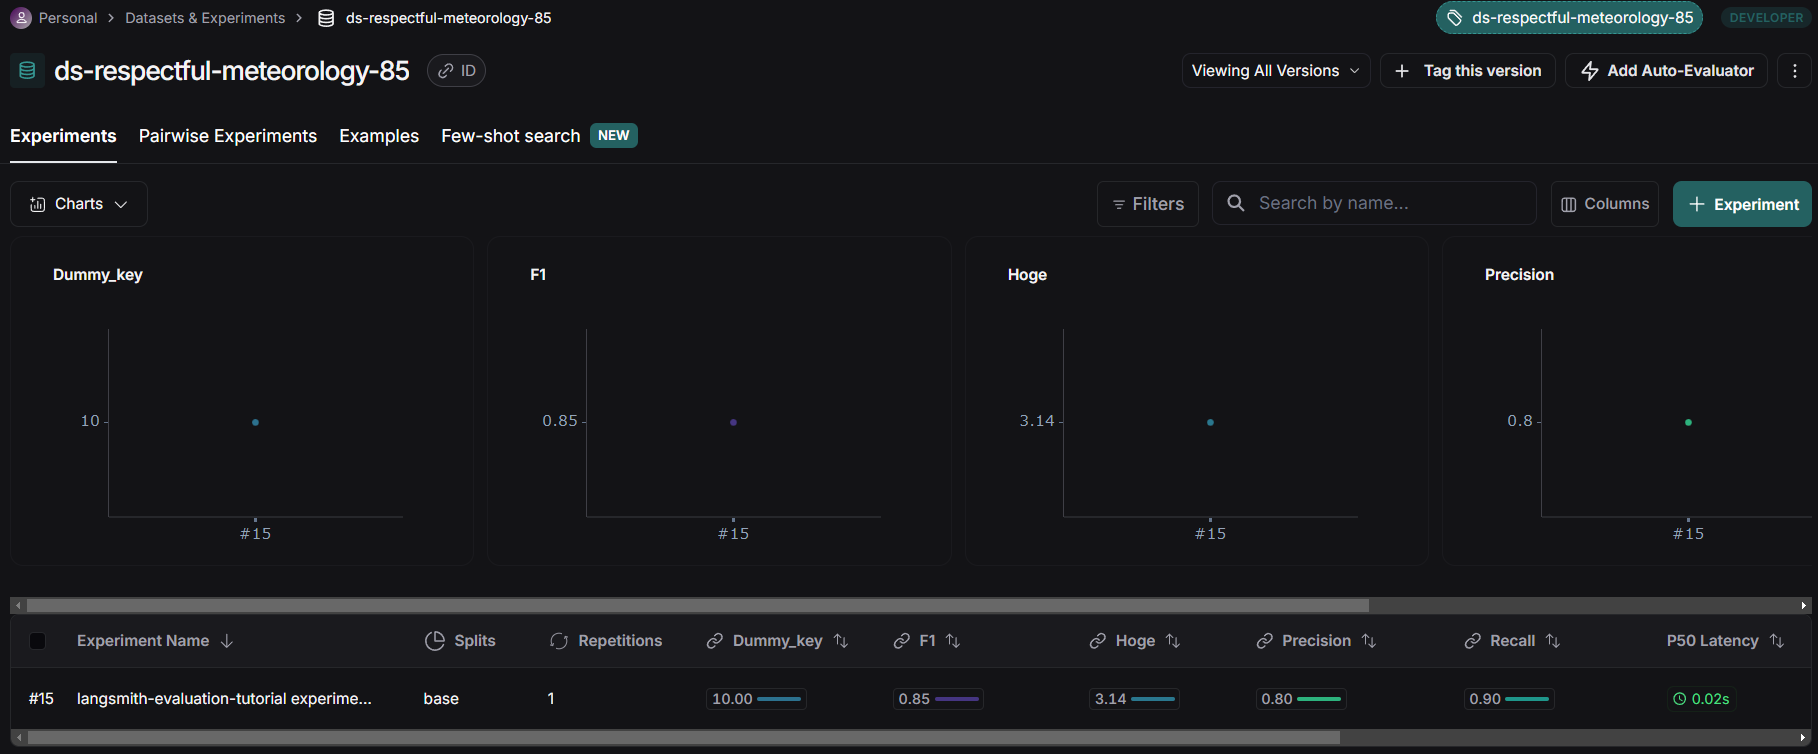 Personal > Datasets & Experiments > ds-respectful-meteorology-85
ds-respectful-meteorology-85
DEVELOPER
ds-respectful-meteorology-85
ID
Viewing All Versions
+ Tag this version
Add Auto-Evaluator
Experiments
Pairwise Experiments
Examples
Few-shot search
NEW
Charts
Filters
Search by name...
Columns
+ Experiment
Dummy_key
10
#15
F1
0.85
#15
Hoge
3.14
#15
Precision
0.8
#15
Experiment Name Splits Repetitions Dummy_key F1 Hoge Precision Recall P50 Latency
#15 langsmith-evaluation-tutorial experime... base 1 10.00 0.85 3.14 0.80 0.90 0.02s